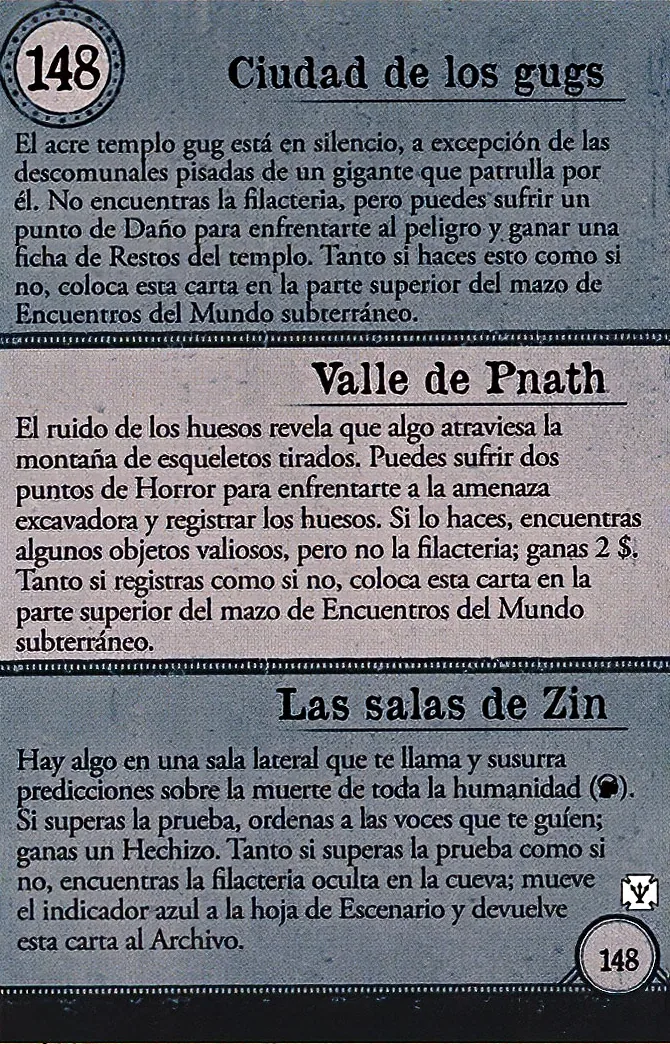 148
Ciudad de los gugs
El acre templo gug está en silencio, a excepción de las
descomunales pisadas de un gigante que patrulla por
él. No encuentras la filacteria, pero puedes sufrir un
punto de Daño para enfrentarte al peligro y ganar una
ficha de Restos del templo. Tanto si haces esto como si
no, coloca esta carta en la parte superior del mazo de
Encuentros del Mundo subterráneo.
Valle de Pnath
El ruido de los huesos revela que algo atraviesa la
montaña de esqueletos tirados. Puedes sufrir dos
puntos de Horror para enfrentarte a la amenaza
excavadora y registrar los huesos. Si lo haces, encuentras
algunos objetos valiosos, pero no la filacteria; ganas 2 $.
Tanto si registras como si no, coloca esta carta en la
parte superior del mazo de Encuentros del Mundo
subterráneo.
Las salas de Zin
Hay algo en una sala lateral que te llama y susurra
predicciones sobre la muerte de toda la humanidad ().
Si superas la prueba, ordenas a las voces que te guíen;
ganas un Hechizo. Tanto si superas la prueba como si
no, encuentras la filacteria oculta en la cueva; mueve
el indicador azul a la hoja de Escenario y devuelve
esta carta al Archivo.
148